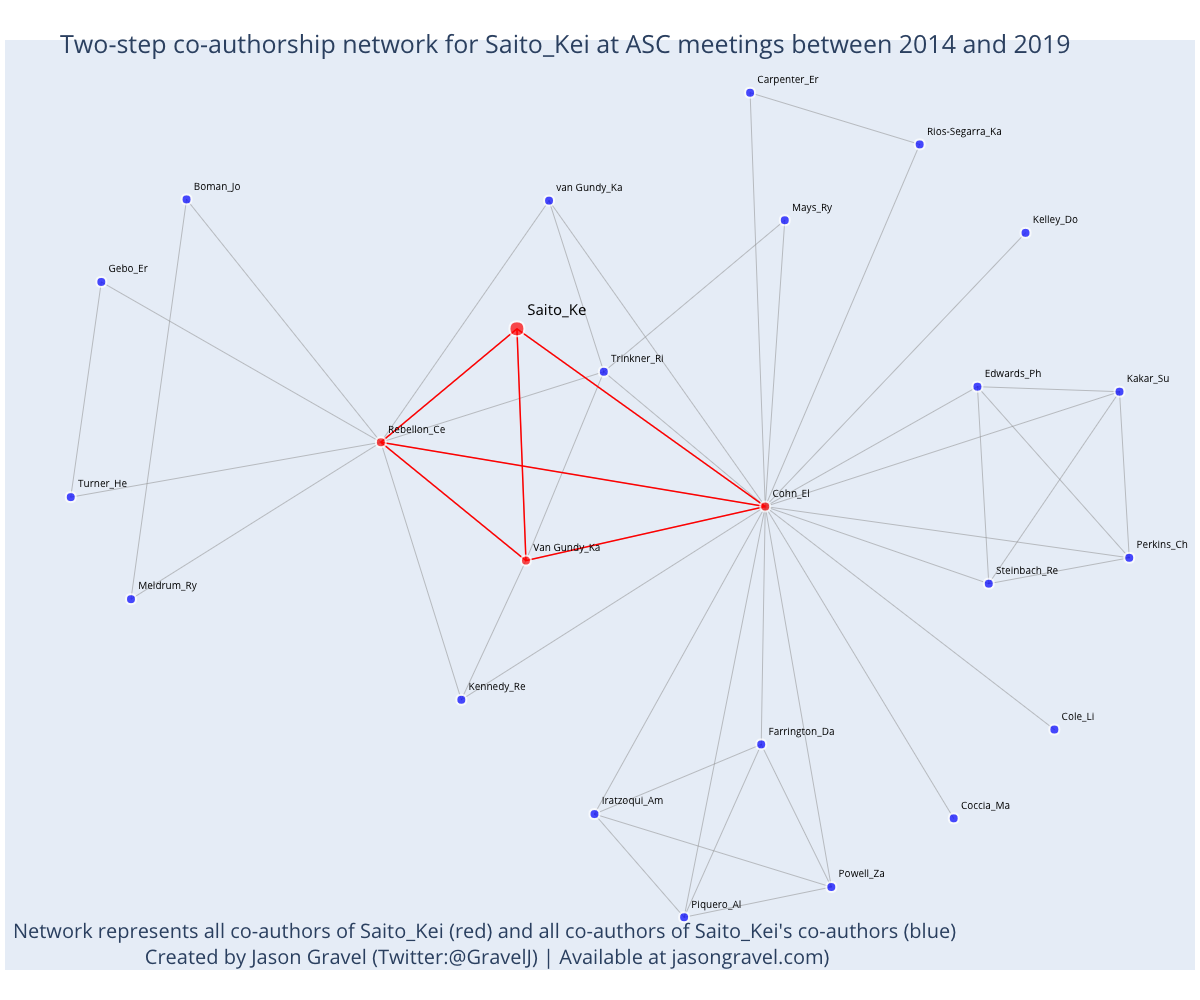 Two-step co-authorship network for Saito_Kei at ASC meetings between 2014 and 2019
Carpenter_Er
Rios-Segarra_Ka
Boman_Jo
van Gundy_Ka
Mays_Ry
Kelley_Do
Gebo_Er
Saito_Ke
Trinkner_Ri
Edwards_Ph
Kakar_Su
Rebellon_Ce
Turner_He
Cohn_El
Van Gundy_Ka
Perkins_Ch
Steinbach_Re
Meldrum_Ry
Kennedy_Re
Cole_Li
Farrington_Da
Iratzoqui_Am
Coccia_Ma
Powell_Za
Piquero_Al
Network represents all co-authors of Saito_Kei (red) and all co-authors of Saito_Kei's co-authors (blue)
Created by Jason Gravel (Twitter:@GravelJ) | Available at jasongravel.com)